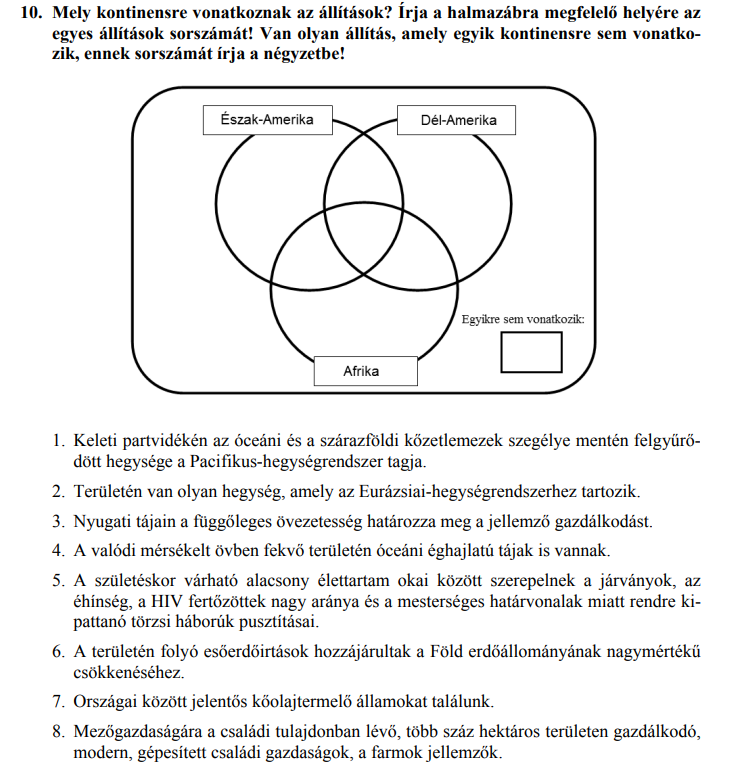 10. Mely kontinensre vonatkoznak az állítások? Írja a halmazábra megfelelő helyére az
egyes állítások sorszámát! Van olyan állítás, amely egyik kontinensre sem vonatko-
zik, ennek sorszámát írja a négyzetbe!
Észak-Amerika
Dél-Amerika
Egyikre sem vonatkozik:
Afrika
1. Keleti partvidékén az óceáni és a szárazföldi kőzetlemezek szegélye mentén felgyűrő-
dött hegysége a Pacifikus-hegységrendszer tagja.
2. Területén van olyan hegység, amely az Eurázsiai-hegységrendszerhez tartozik.
3. Nyugati tájain a függőleges övezetesség határozza meg a jellemző gazdálkodást.
4. A valódi mérsékelt övben fekvő területén óceáni éghajlatú tájak is vannak.
5. A születéskor várható alacsony élettartam okai között szerepelnek a járványok, az
éhínség, a HIV fertőzöttek nagy aránya és a mesterséges határvonalak miatt rendre ki-
pattanó törzsi háborúk pusztításai.
6. A területén folyó esőerdőirtások hozzájárultak a Föld erdőállományának nagymértékű
csökkenéséhez.
7. Országai között jelentős kőolajtermelő államokat találunk.
8. Mezőgazdaságára a családi tulajdonban lévő, több száz hektáros területen gazdálkodó,
modern, gépesített családi gazdaságok, a farmok jellemzők.